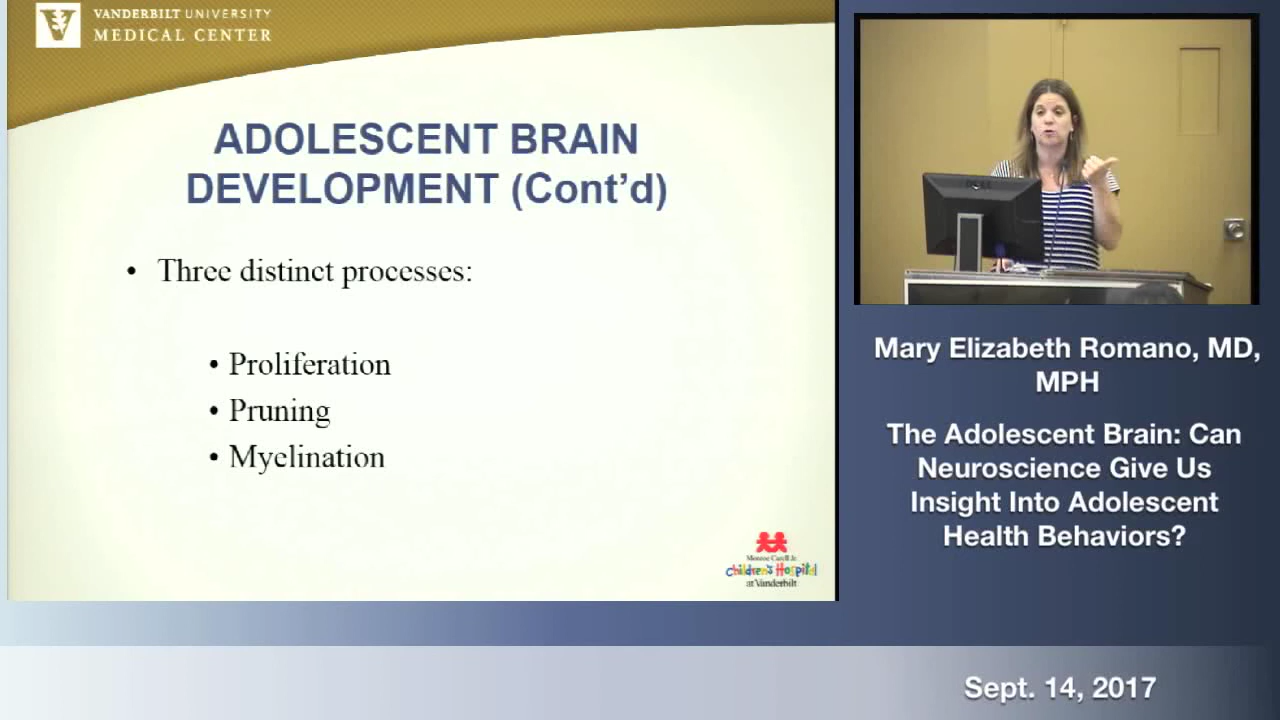 VANDERBILT UNIVERSITY
MEDICAL CENTER
ADOLESCENT BRAIN
DEVELOPMENT (Cont'd)
• Three distinct processes:
• Proliferation
• Pruning
• Myelination
Monroe Carell Jr.
Children's Hospital
at Vanderbilt
DELL
Mary Elizabeth Romano, MD,
MPH
The Adolescent Brain: Can
Neuroscience Give Us
Insight Into Adolescent
Health Behaviors?
Sept. 14, 2017